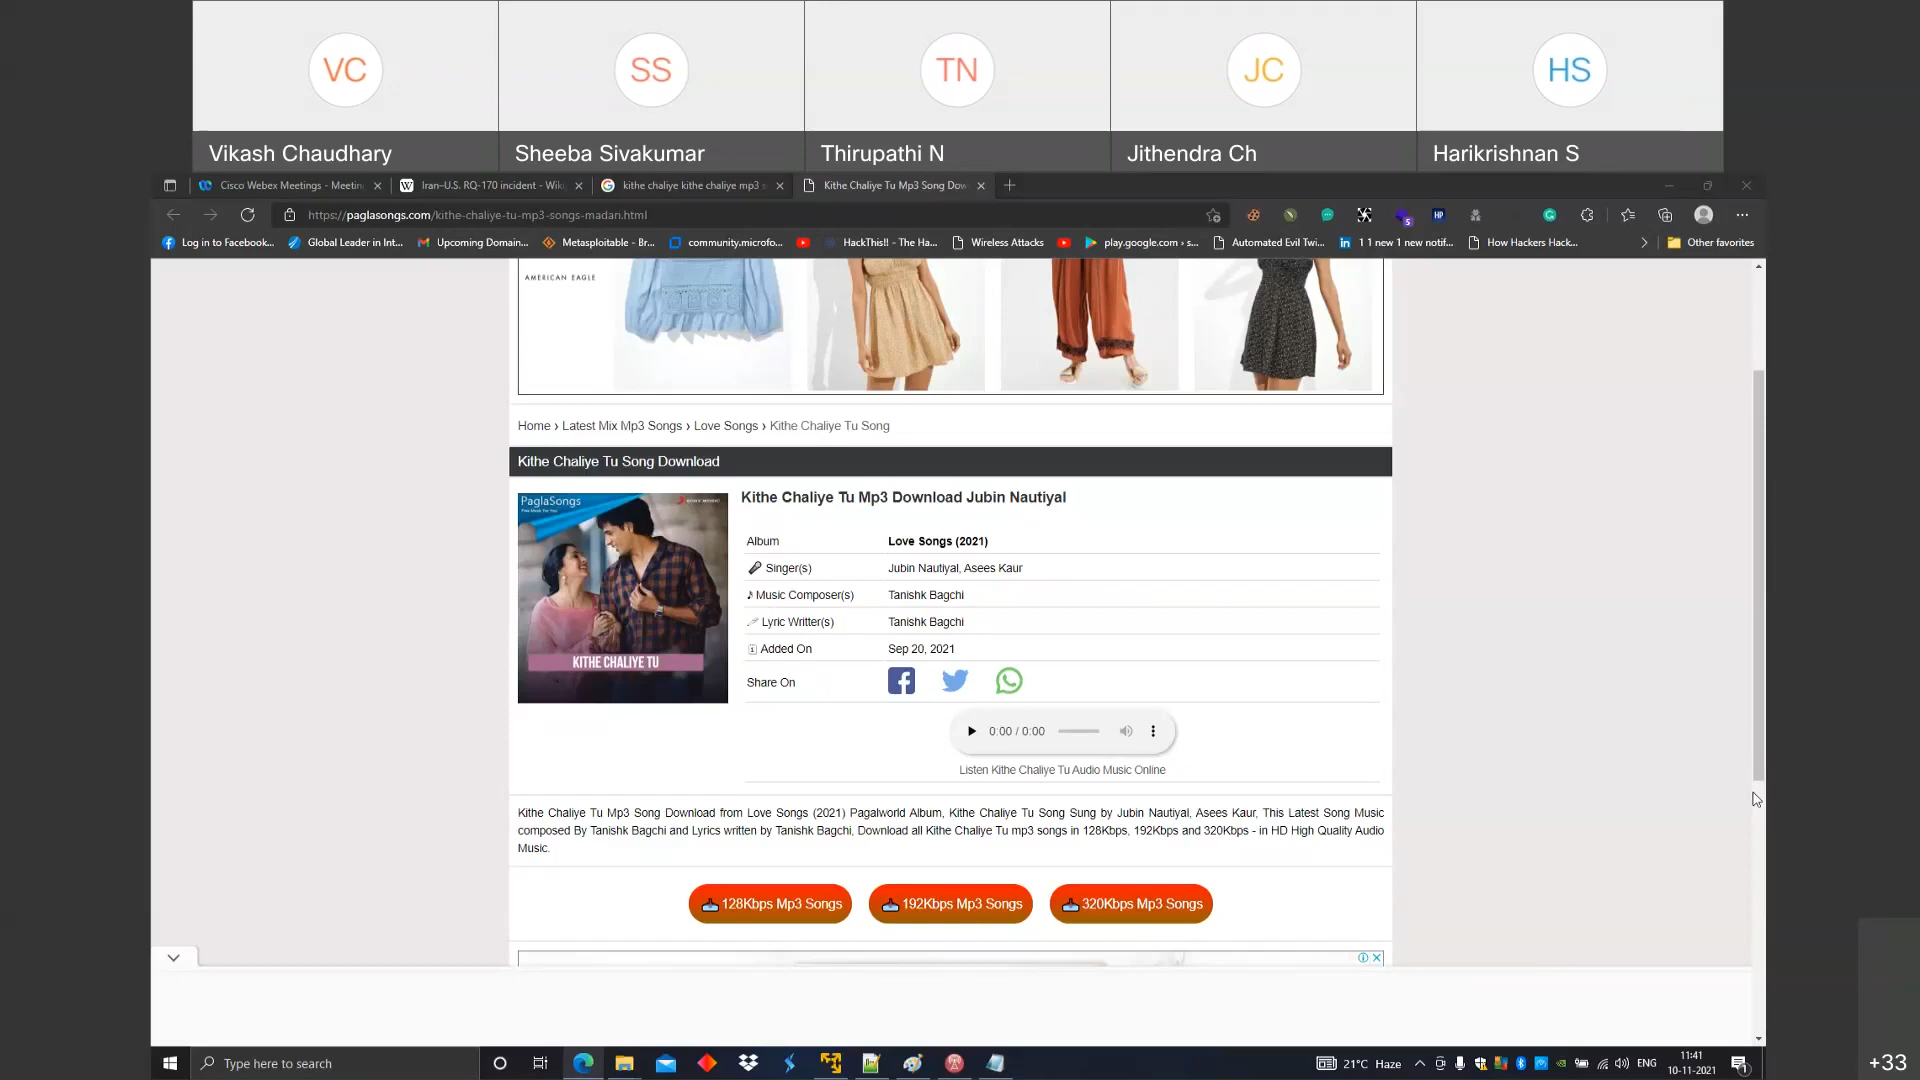 VC
SS
TN
JC
HS
Vikash Chaudhary
Sheeba Sivakumar
Thirupathi N
Jithendra Ch
Harikrishnan S
Cisco Webex Meetings - Meetin
Iran–U.S. RQ-170 incident - Wiki
kithe chaliye kithe chaliye mp3 s
Kithe Chaliye Tu Mp3 Song Dow
https://paglasongs.com/kithe-chaliye-tu-mp3-songs-madari.html
5
HP
Log in to Facebook...
Global Leader in Int...
Upcoming Domain...
Metasploitable - Br...
community.microfo...
HackThis!! - The Ha...
Wireless Attacks
play.google.com › s...
Automated Evil Twi...
1 1 new 1 new notif...
How Hackers Hack...
Other favorites
AMERICAN EAGLE
Home › Latest Mix Mp3 Songs › Love Songs › Kithe Chaliye Tu Song
Kithe Chaliye Tu Song Download
PaglaSongs
KITHE CHALIYE TU
Kithe Chaliye Tu Mp3 Download Jubin Nautiyal
Album Love Songs (2021)
Singer(s) Jubin Nautiyal, Asees Kaur
Music Composer(s) Tanishk Bagchi
Lyric Writter(s) Tanishk Bagchi
Added On Sep 20, 2021
Share On
0:00 / 0:00
Listen Kithe Chaliye Tu Audio Music Online
Kithe Chaliye Tu Mp3 Song Download from Love Songs (2021) Pagalworld Album, Kithe Chaliye Tu Song Sung by Jubin Nautiyal, Asees Kaur, This Latest Song Music
composed By Tanishk Bagchi and Lyrics written by Tanishk Bagchi, Download all Kithe Chaliye Tu mp3 songs in 128Kbps, 192Kbps and 320Kbps - in HD High Quality Audio
Music.
128Kbps Mp3 Songs
192Kbps Mp3 Songs
320Kbps Mp3 Songs
Type here to search
21°C Haze
ENG
11:41
10-11-2021
1
+33